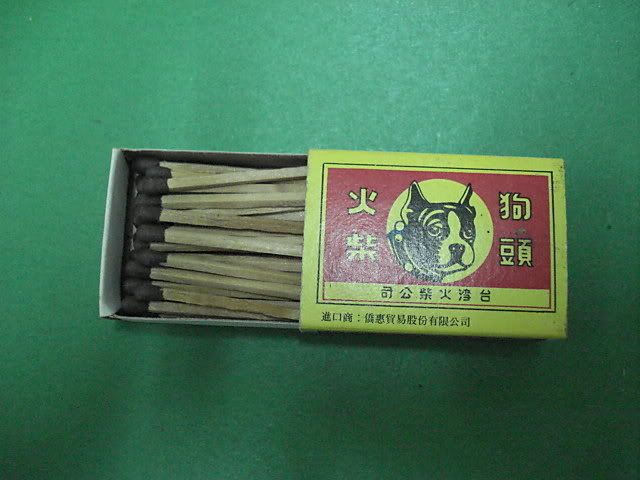 狗頭
火柴
台湾火柴公司
進口商：僑惠貿易股份有限公司